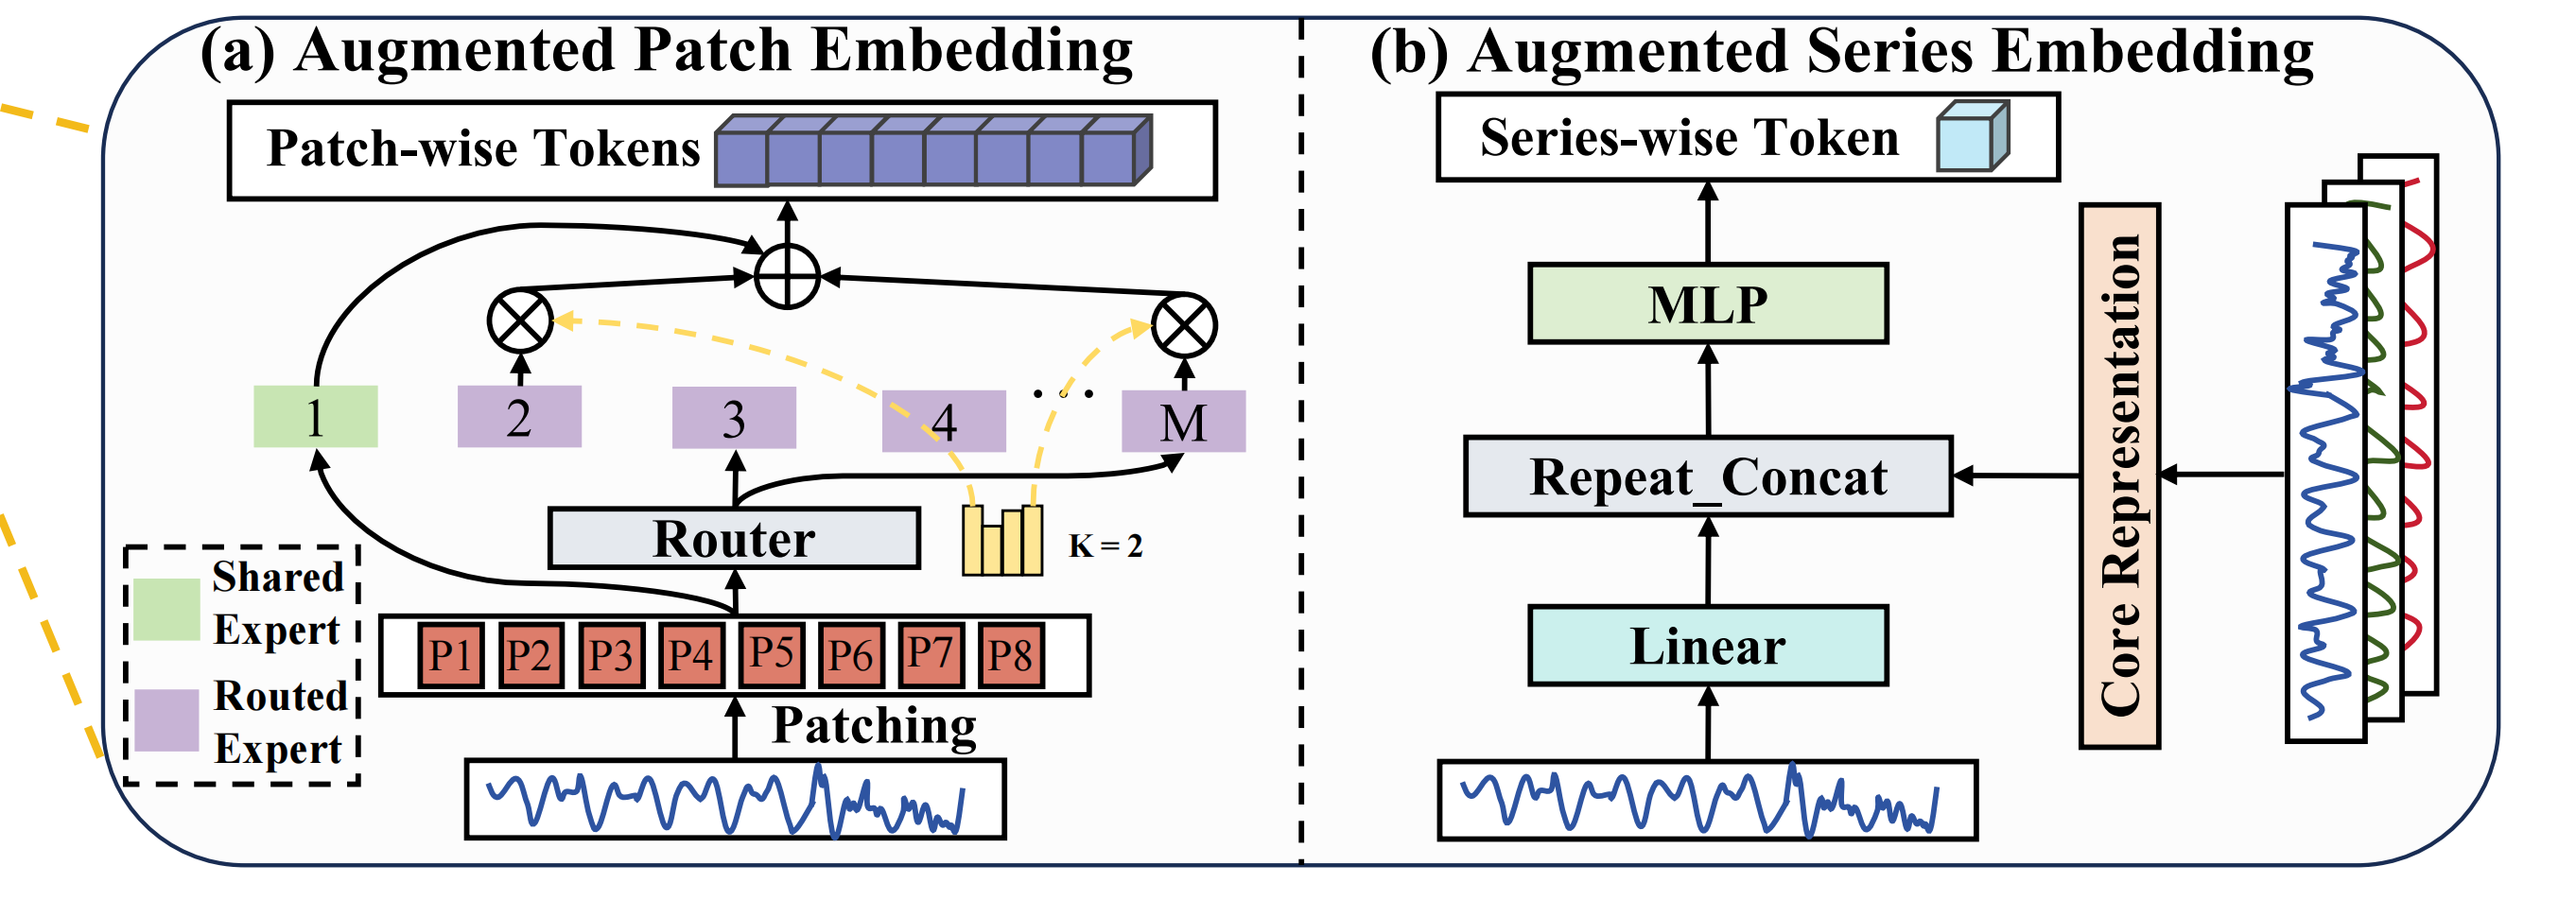 (a) Augmented Patch Embedding
Patch-wise Tokens
1
2
3
4
...
M
Router
K = 2
Shared
Expert
Routed
Expert
P1 P2 P3 P4 P5 P6 P7 P8
Patching
(b) Augmented Series Embedding
Series-wise Token
MLP
Repeat_Concat
Linear
Core Representation